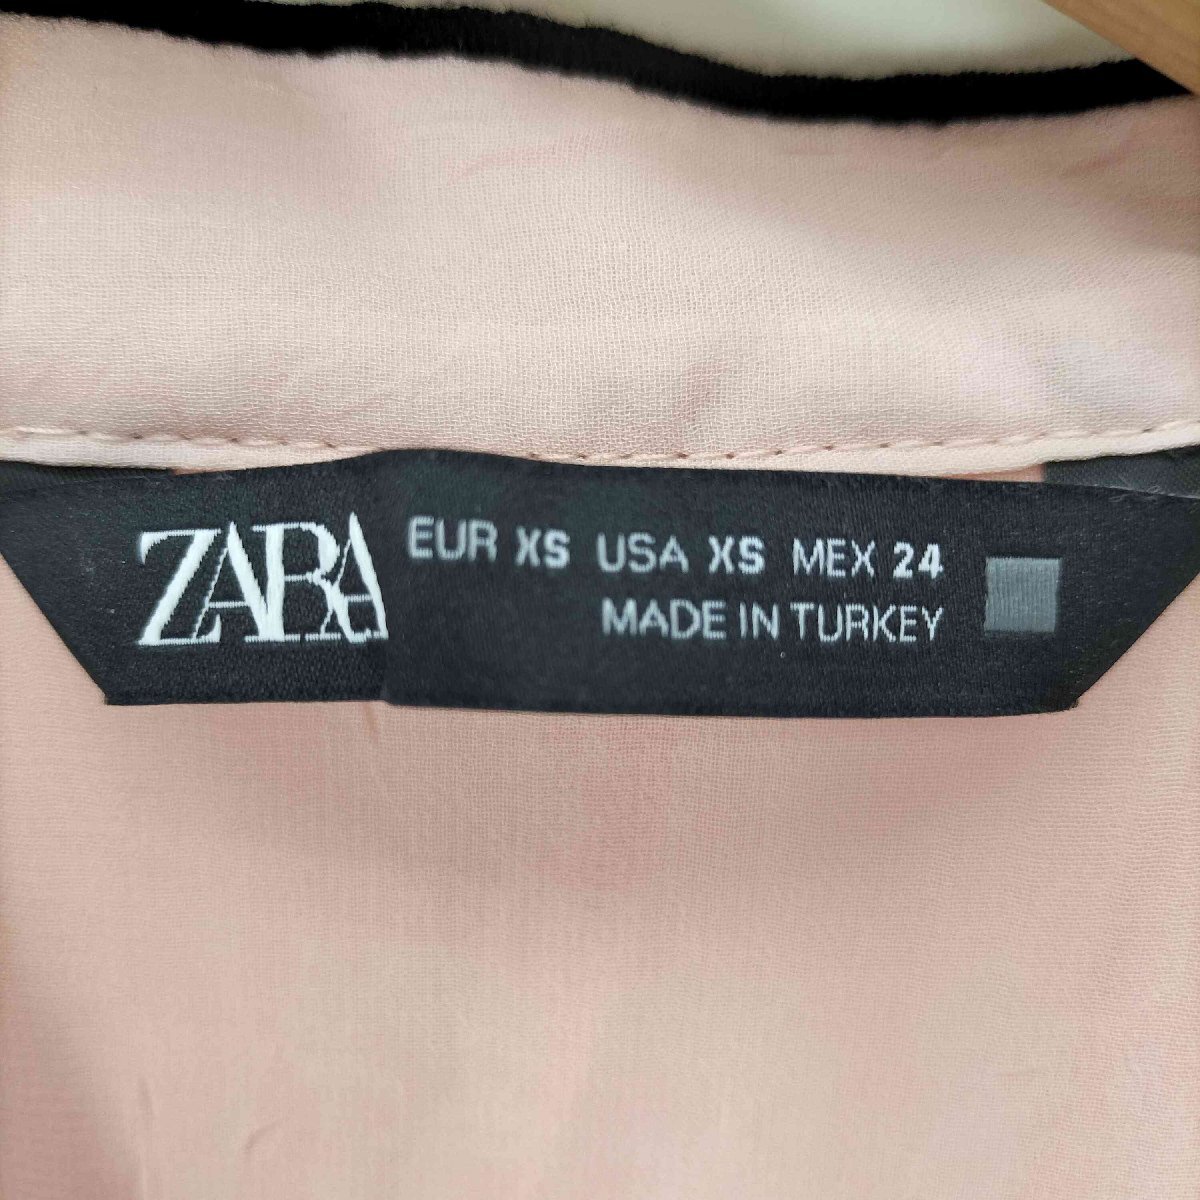 ZARA
EUR XS USA XS MEX 24
MADE IN TURKEY